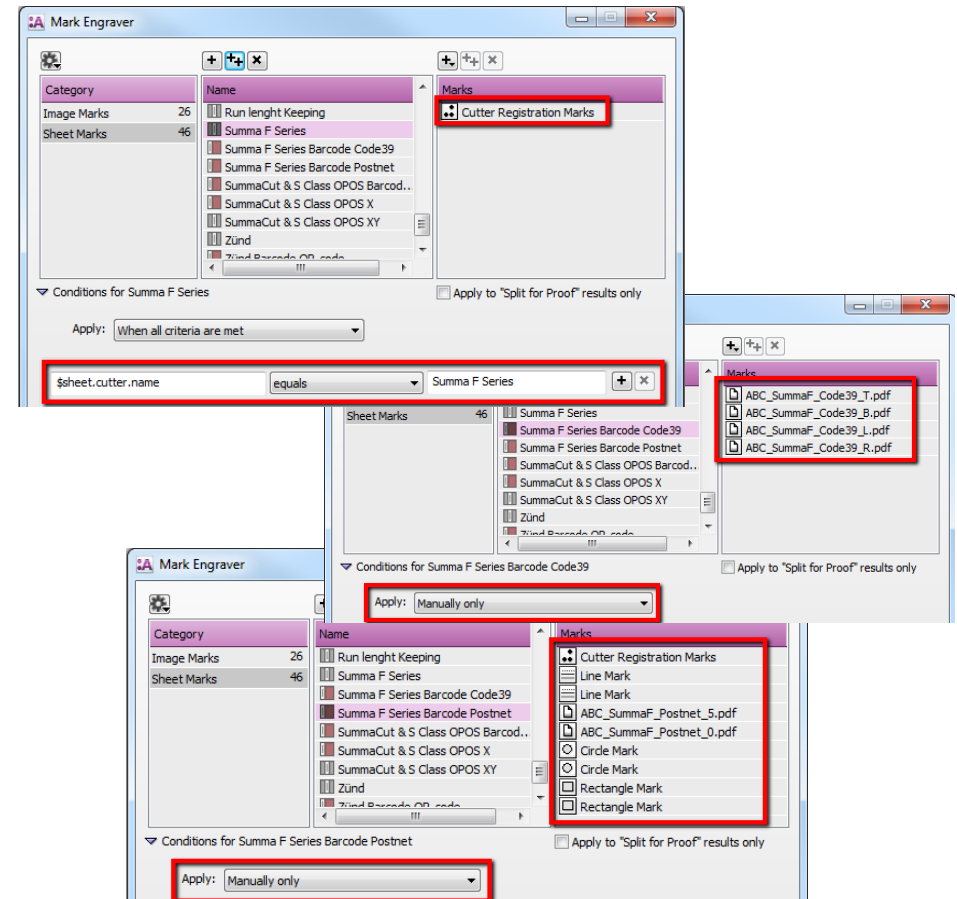 :A Mark Engraver
Category
Image Marks 26
Sheet Marks 46
Name
Run lenght Keeping
Summa F Series
Summa F Series Barcode Code39
Summa F Series Barcode Postnet
SummaCut & S Class OPOS Barcod..
SummaCut & S Class OPOS X
SummaCut & S Class OPOS XY
Zünd
Zünd Barcode QR_code
Marks
Cutter Registration Marks
Conditions for Summa F Series
Apply to "Split for Proof" results only
Apply: When all criteria are met
$sheet.cutter.name equals Summa F Series
Sheet Marks 46
Summa F Series
Summa F Series Barcode Code39
Summa F Series Barcode Postnet
SummaCut & S Class OPOS Barcod..
SummaCut & S Class OPOS X
SummaCut & S Class OPOS XY
Zünd
Zünd Barcode QR_code
Marks
ABC_SummaF_Code39_T.pdf
ABC_SummaF_Code39_B.pdf
ABC_SummaF_Code39_L.pdf
ABC_SummaF_Code39_R.pdf
Conditions for Summa F Series Barcode Code39
Apply to "Split for Proof" results only
Apply: Manually only
:A Mark Engraver
Category
Image Marks 26
Sheet Marks 46
Name
Run lenght Keeping
Summa F Series
Summa F Series Barcode Code39
Summa F Series Barcode Postnet
SummaCut & S Class OPOS Barcod..
SummaCut & S Class OPOS X
SummaCut & S Class OPOS XY
Zünd
Zünd Barcode QR_code
Marks
Cutter Registration Marks
Line Mark
Line Mark
ABC_SummaF_Postnet_5.pdf
ABC_SummaF_Postnet_0.pdf
Circle Mark
Circle Mark
Rectangle Mark
Rectangle Mark
Conditions for Summa F Series Barcode Postnet
Apply to "Split for Proof" results only
Apply: Manually only